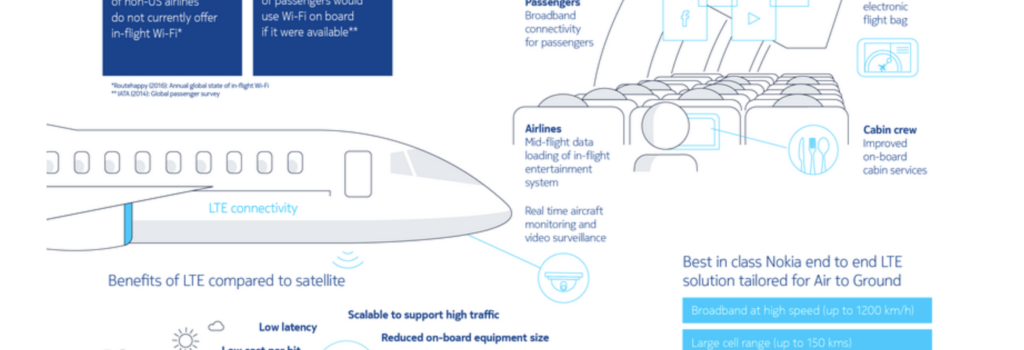 of non-US airlines
do not currently offer
in-flight Wi-Fi*
of passengers would
use Wi-Fi on board
if it were available**
*Routehappy (2016): Annual global state of in-flight Wi-Fi
** IATA (2014): Global passenger survey
Passengers
Broadband
connectivity
for passengers
electronic
flight bag
Airlines
Mid-flight data
loading of in-flight
entertainment
system
Real time aircraft
monitoring and
video surveillance
Cabin crew
Improved
on-board
cabin services
LTE connectivity
Benefits of LTE compared to satellite
Scalable to support high traffic
Low latency
Reduced on-board equipment size
Low cost per bit
Best in class Nokia end to end LTE
solution tailored for Air to Ground
Broadband at high speed (up to 1200 km/h)
Large cell range (up to 150 kms)